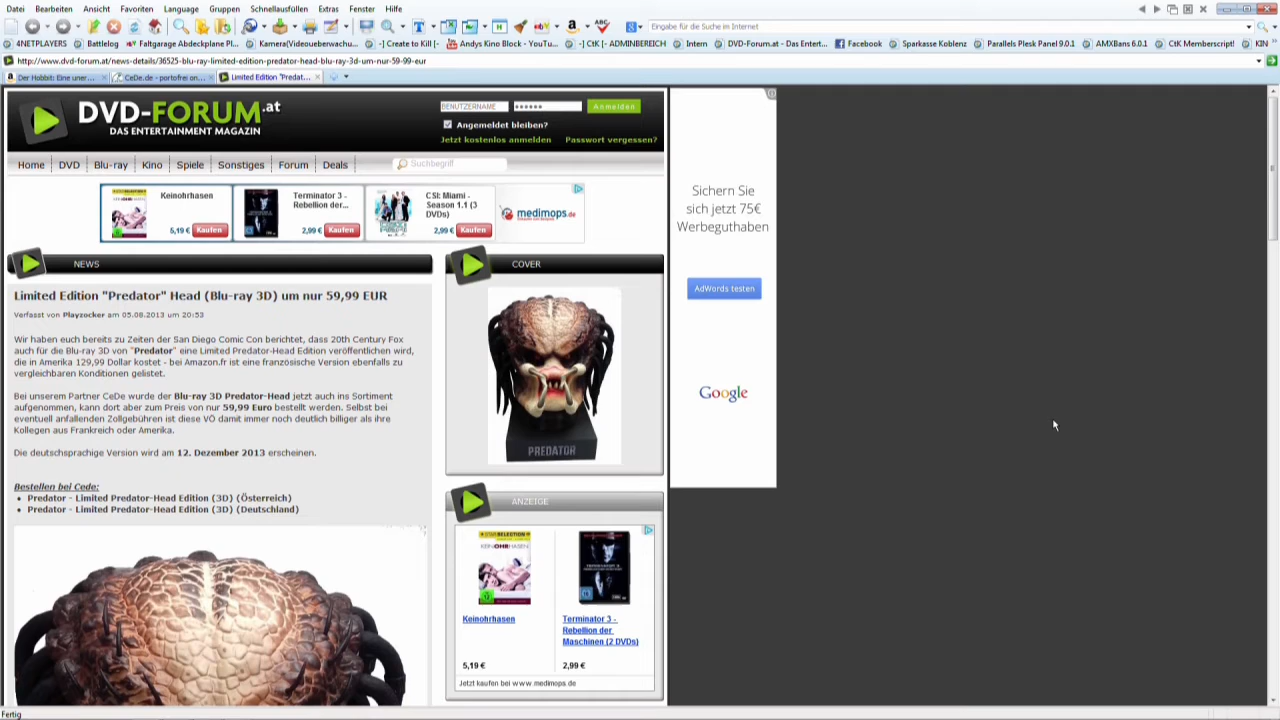 Datei Bearbeiten Ansicht Favoriten Language Gruppen Schnellausfüllen Extras Fenster Hilfe
Eingabe für die Suche im Internet
4NETPLAYERS Battlelog Faltgarage Abdeckplane Pl... Kamera(Videoueberwachu... -] Create to Kill [- Andys Kino Block - YouTu... -] CtK [- ADMINBEREICH Intern DVD-Forum.at - Das Entert... Facebook Sparkasse Koblenz Parallels Plesk Panel 9.0.1 AMXBans 6.0.1 CtK Memberscript! KIN
http://www.dvd-forum.at/news-details/36525-blu-ray-limited-edition-predator-head-blu-ray-3d-um-nur-59-99-eur
Der Hobbit: Eine uner... CeDe.de - portofrei on... Limited Edition "Predat...
DVD-FORUM.at
DAS ENTERTAINMENT MAGAZIN
BENUTZERNAME Anmelden
Angemeldet bleiben?
Jetzt kostenlos anmelden Passwort vergessen?
Home DVD Blu-ray Kino Spiele Sonstiges Forum Deals Suchbegriff
Keinohrhasen
5,19 € Kaufen
Terminator 3 -
Rebellion der...
2,99 € Kaufen
CSI: Miami -
Season 1.1 (3
DVDs)
2,99 € Kaufen
medimops.de
NEWS
Limited Edition "Predator" Head (Blu-ray 3D) um nur 59,99 EUR
Verfasst von Playzocker am 05.08.2013 um 20:53
Wir haben euch bereits zu Zeiten der San Diego Comic Con berichtet, dass 20th Century Fox
auch für die Blu-ray 3D von "Predator" eine Limited Predator-Head Edition veröffentlichen wird,
die in Amerika 129,99 Dollar kostet - bei Amazon.fr ist eine französische Version ebenfalls zu
vergleichbaren Konditionen gelistet.
Bei unserem Partner CeDe wurde der Blu-ray 3D Predator-Head jetzt auch ins Sortiment
aufgenommen, kann dort aber zum Preis von nur 59,99 Euro bestellt werden. Selbst bei
eventuell anfallenden Zollgebühren ist diese VÖ damit immer noch deutlich billiger als ihre
Kollegen aus Frankreich oder Amerika.
Die deutschsprachige Version wird am 12. Dezember 2013 erscheinen.
Bestellen bei Cede:
Predator - Limited Predator-Head Edition (3D) (Österreich)
Predator - Limited Predator-Head Edition (3D) (Deutschland)
COVER
PREDATOR
ANZEIGE
KEINOHRHASEN
Keinohrhasen
5,19 €
Terminator 3 -
Rebellion der
Maschinen (2 DVDs)
2,99 €
Jetzt kaufen bei www.medimops.de
Sichern Sie
sich jetzt 75€
Werbeguthaben
AdWords testen
Google
Fertig